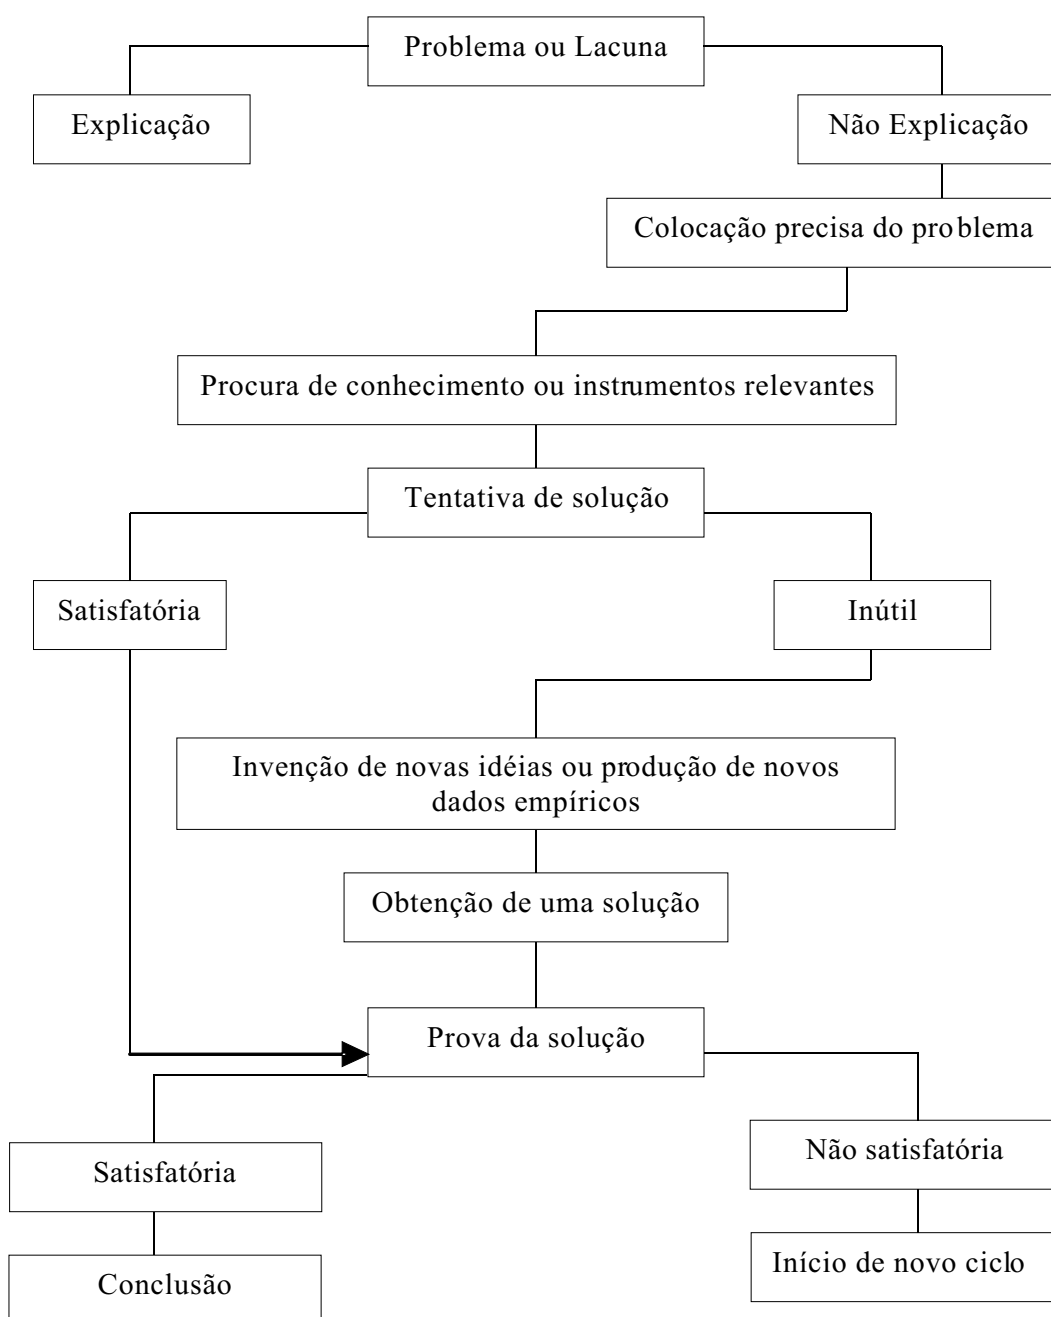 Problema ou Lacuna
Explicação
Não Explicação
Colocação precisa do problema
Procura de conhecimento ou instrumentos relevantes
Tentativa de solução
Satisfatória
Inútil
Invenção de novas idéias ou produção de novos
dados empíricos
Obtenção de uma solução
Prova da solução
Não satisfatória
Satisfatória
Início de novo ciclo
Conclusão